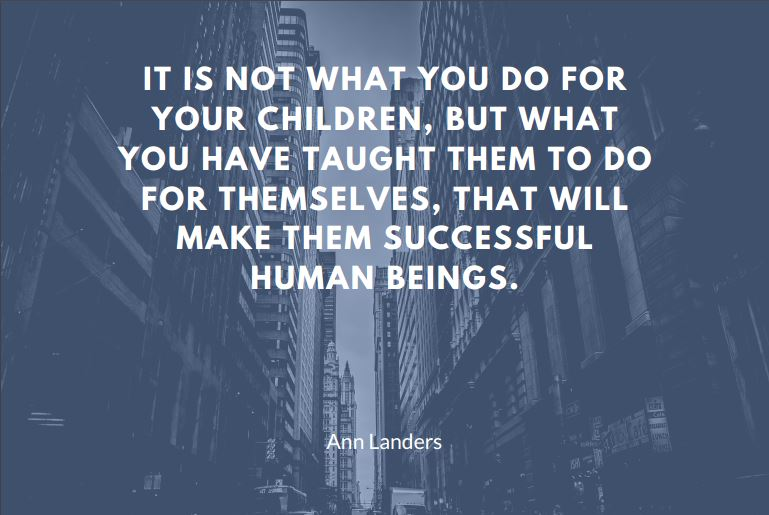 IT IS NOT WHAT YOU DO FOR
YOUR CHILDREN, BUT WHAT
YOU HAVE TAUGHT THEM TO DO
FOR THEMSELVES, THAT WILL
MAKE THEM SUCCESSFUL
HUMAN BEINGS.
Ann Landers